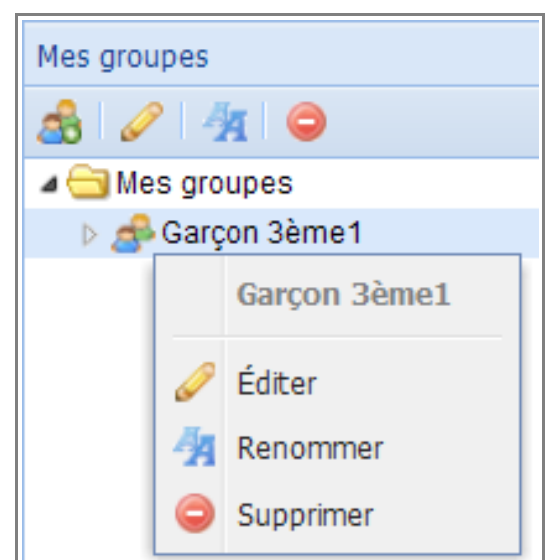 Mes groupes
Mes groupes
Garçon 3ème1
Garçon 3ème1
Éditer
Renommer
Supprimer